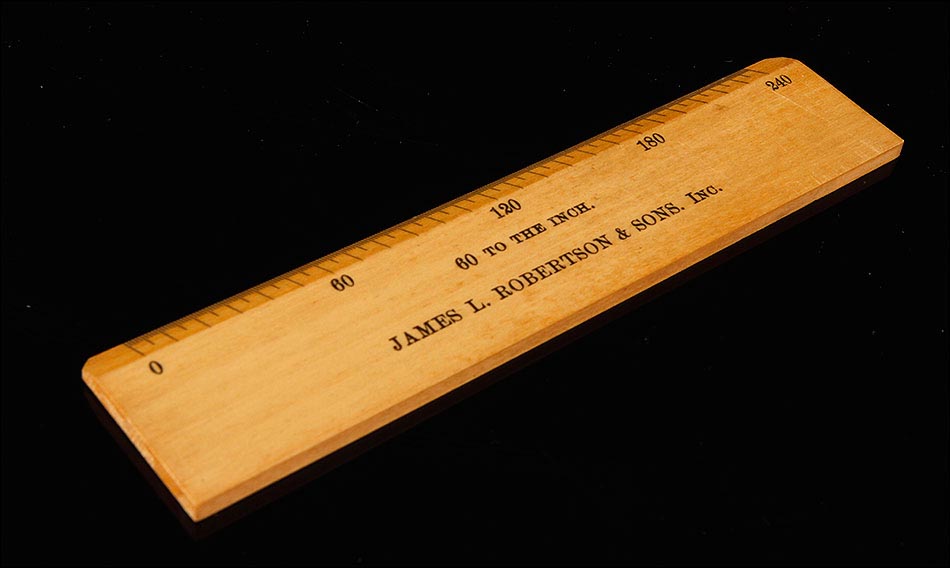 0 60 120 180 240
60 TO THE INCH.
JAMES L. ROBERTSON & SONS. INC.